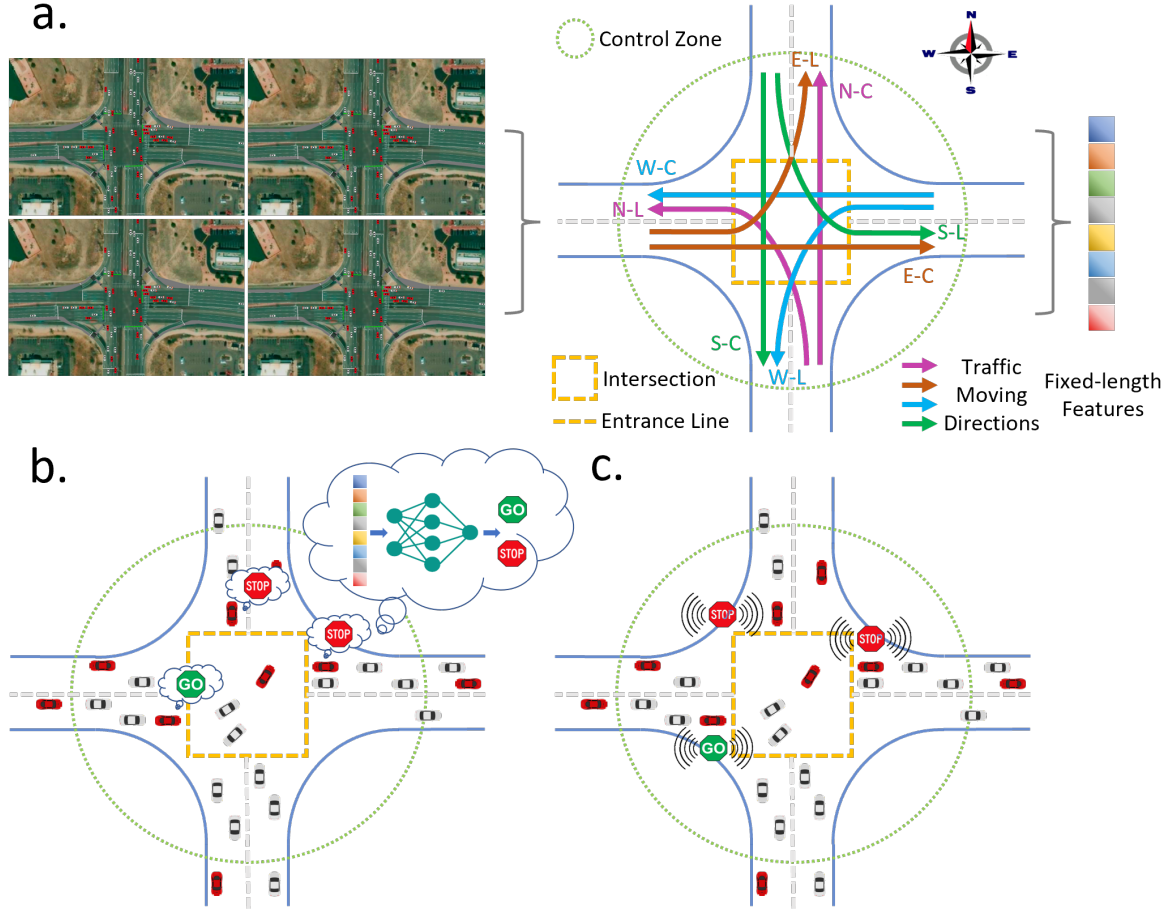 a.
Control Zone
N
W
E
S
E-L
N-C
W-C
N-L
S-L
E-C
S-C
W-L
Intersection
Entrance Line
Traffic
Moving
Directions
Fixed-length
Features
b.
GO
STOP
STOP
STOP
GO
c.
STOP
STOP
GO